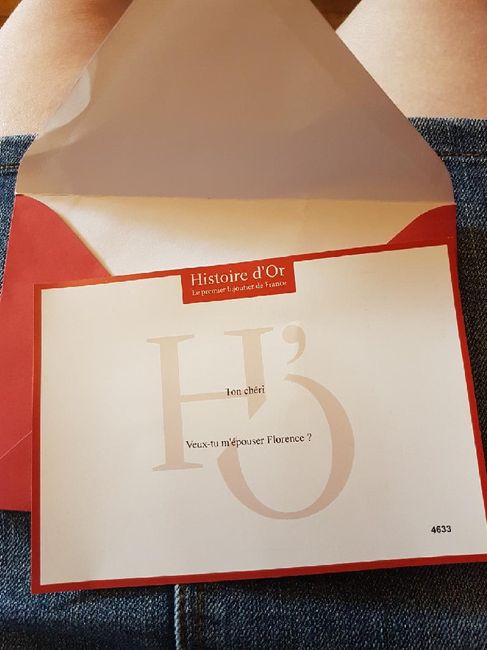 Histoire d'Or
Le premier bijoutier de France
H'O
Ton chéri
Veux-tu m'épouser Florence ?
4633